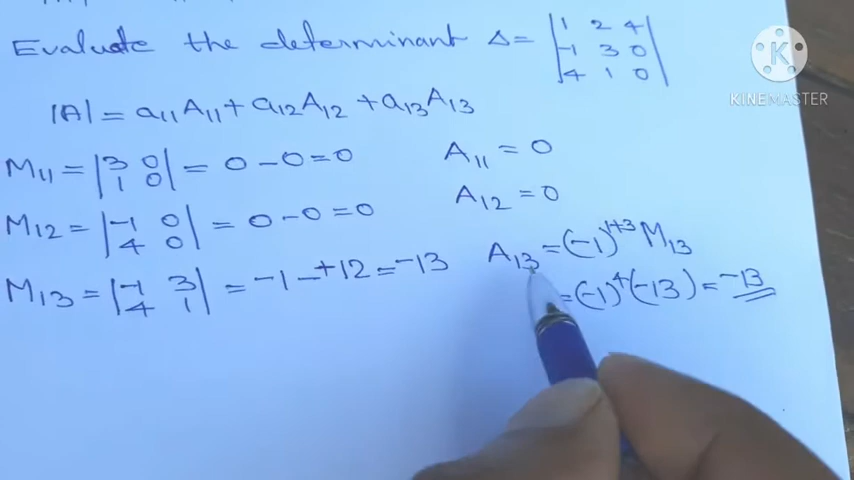 Evaluate the determinant Δ = |1 2 4|
|-1 3 0|
|4 1 0|
KINEMASTER
|A| = a11A11 + a12A12 + a13A13
M11 = |3 0| = 0 - 0 = 0
|1 0|
A11 = 0
M12 = |-1 0| = 0 - 0 = 0
|4 0|
A12 = 0
M13 = |-1 3| = -1 - +12 = -13
|4 1|
A13 = (-1)^1+3 M13
= (-1)^4 (-13) = -13